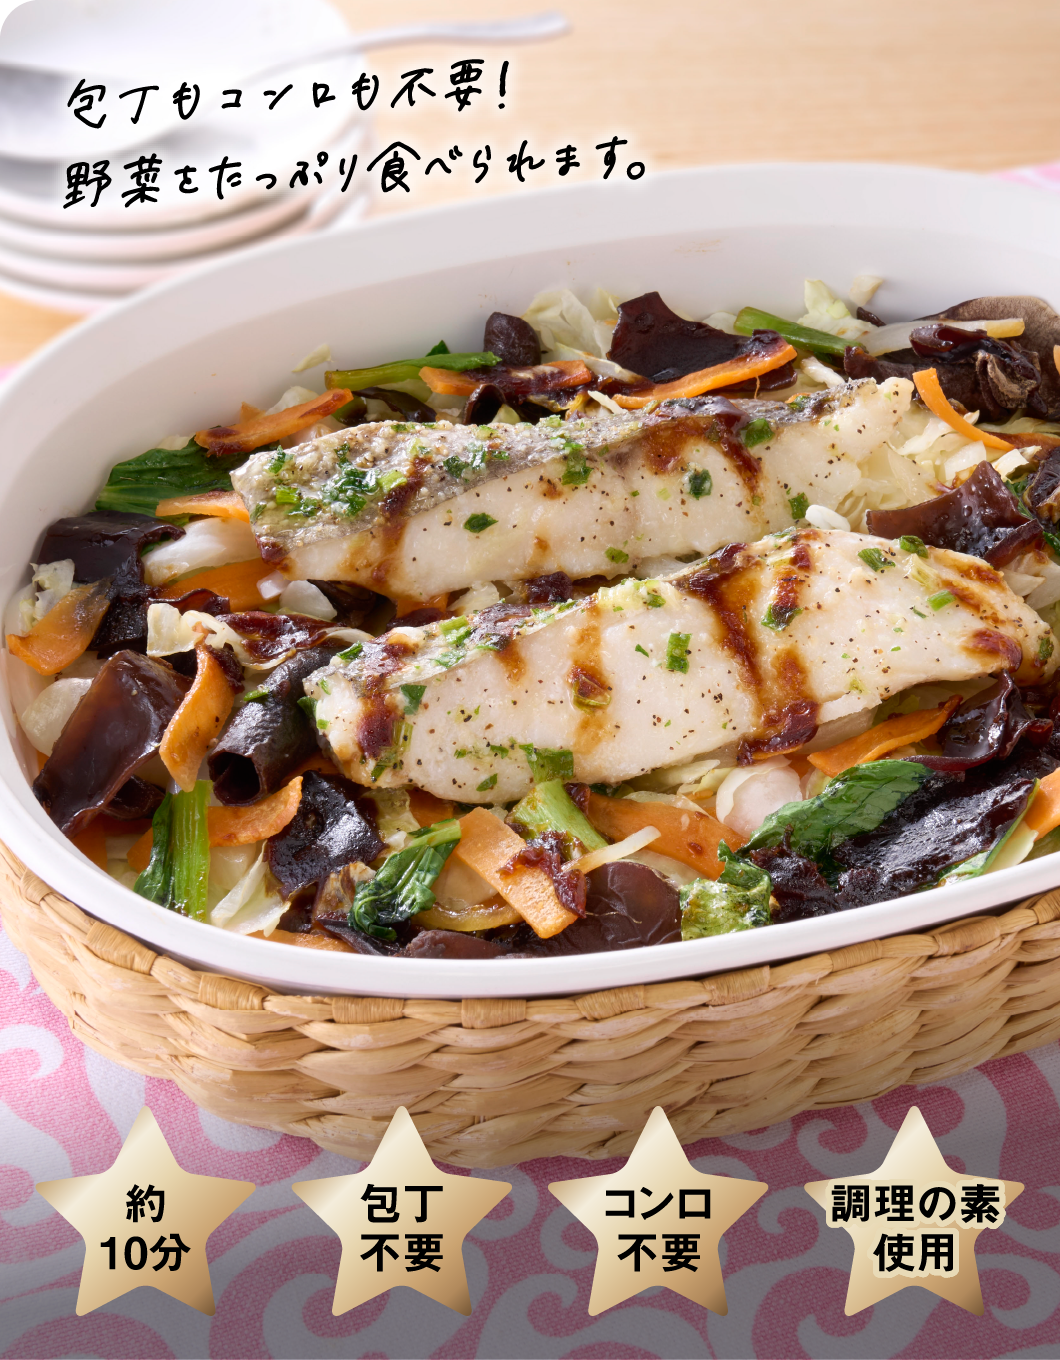 包丁もコンロも不要！
野菜をたっぷり食べられます。
約
10分
包丁
不要
コンロ
不要
調理の素
使用